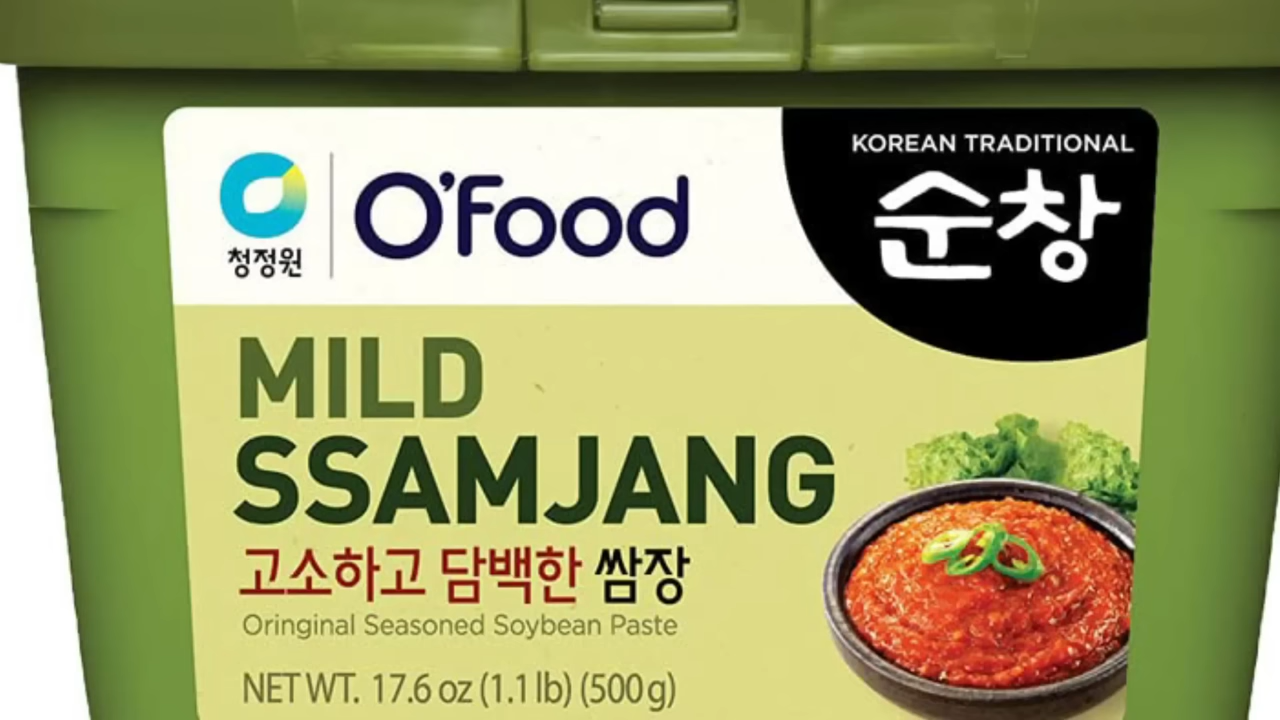 KOREAN TRADITIONAL
순창
청정원
O'Food
MILD
SSAMJANG
고소하고 담백한 쌈장
Oringinal Seasoned Soybean Paste
NET WT. 17.6 oz (1.1 lb) (500 g)